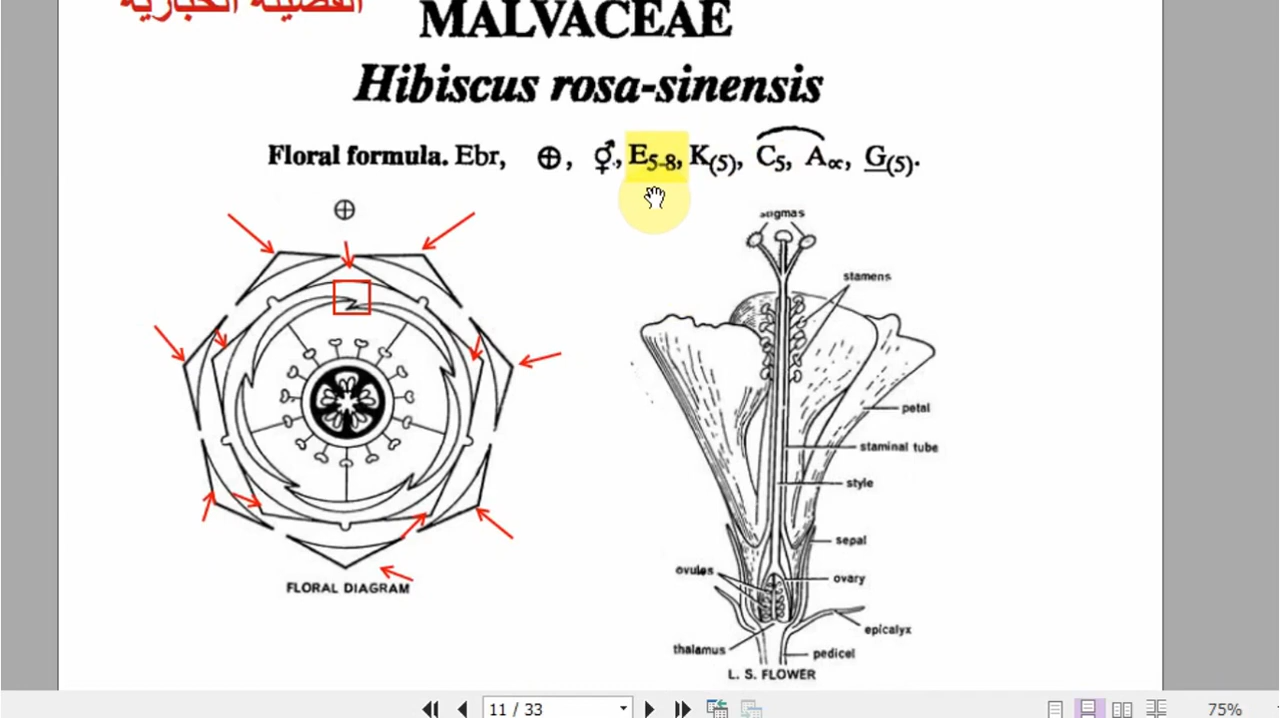 الفصيلة الخبازية
MALVACEAE
Hibiscus rosa-sinensis
Floral formula. Ebr, ⊕, ⚥, E5-8, K(5), C5, A∝, G(5).
stigmas
stamens
petal
staminal tube
style
sepal
ovules
ovary
epicalyx
thalamus
pedicel
FLORAL DIAGRAM
L. S. FLOWER
11 / 33
75%